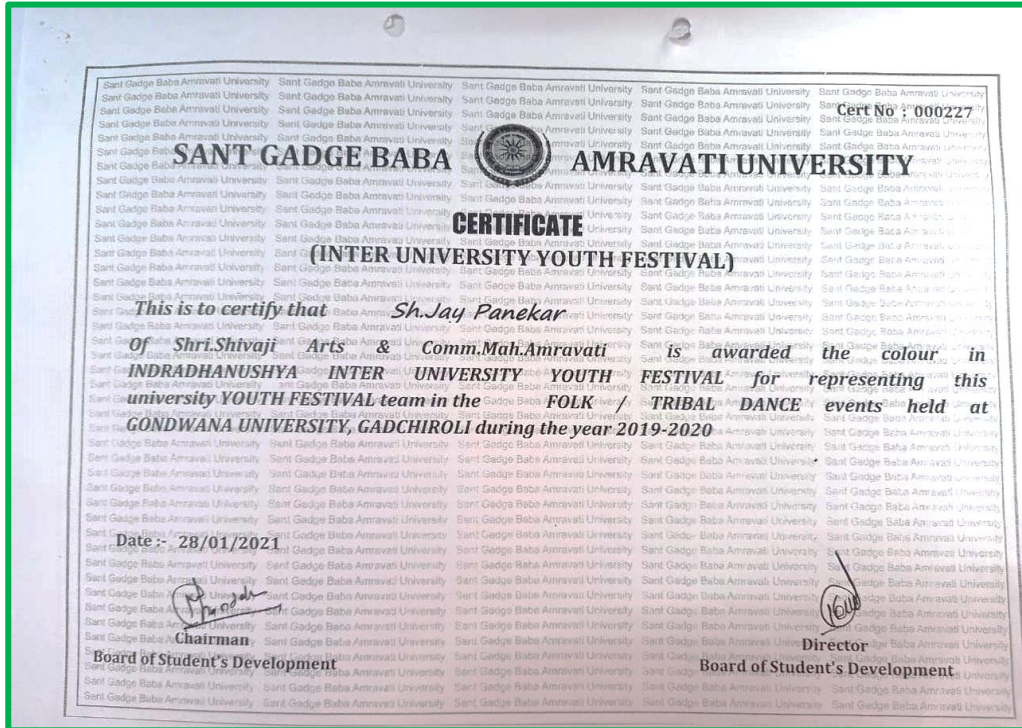 Cert No : 000227
SANT GADGE BABA AMRAVATI UNIVERSITY
CERTIFICATE
(INTER UNIVERSITY YOUTH FESTIVAL)
This is to certify that Sh.Jay Panekar
Of Shri.Shivaji Arts & Comm.Mah.Amravati is awarded the colour in
INDRADHANUSHYA INTER UNIVERSITY YOUTH FESTIVAL for representing this
university YOUTH FESTIVAL team in the FOLK / TRIBAL DANCE events held at
GONDWANA UNIVERSITY, GADCHIROLI during the year 2019-2020
Date :- 28/01/2021
Chairman
Board of Student's Development
Director
Board of Student's Development